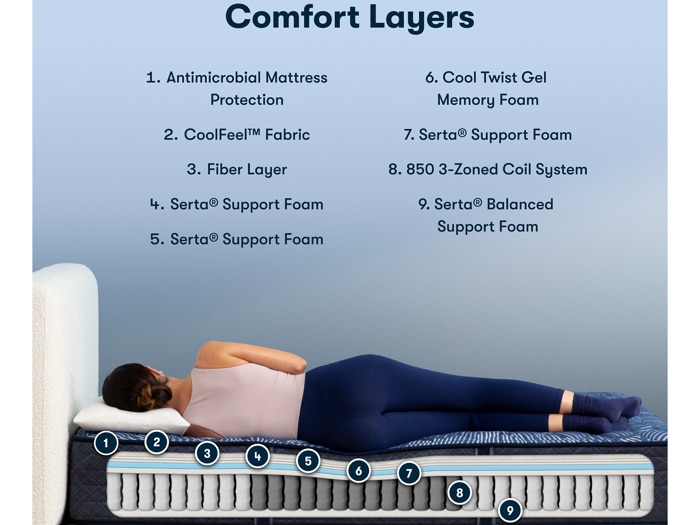 Comfort Layers
1. Antimicrobial Mattress
Protection
2. CoolFeel™ Fabric
3. Fiber Layer
4. Serta® Support Foam
5. Serta® Support Foam
6. Cool Twist Gel
Memory Foam
7. Serta® Support Foam
8. 850 3-Zoned Coil System
9. Serta® Balanced
Support Foam
1
2
3
4
5
6
7
8
9